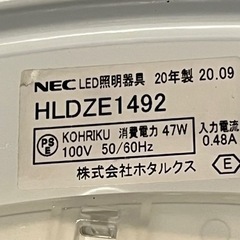 NEC LED照明器具 20年製 20.09
HLDZE1492
PS
E KOHRIKU 消費電力 47W 入力電流
100V 50/60Hz 0.48A
株式会社ホタルクス E